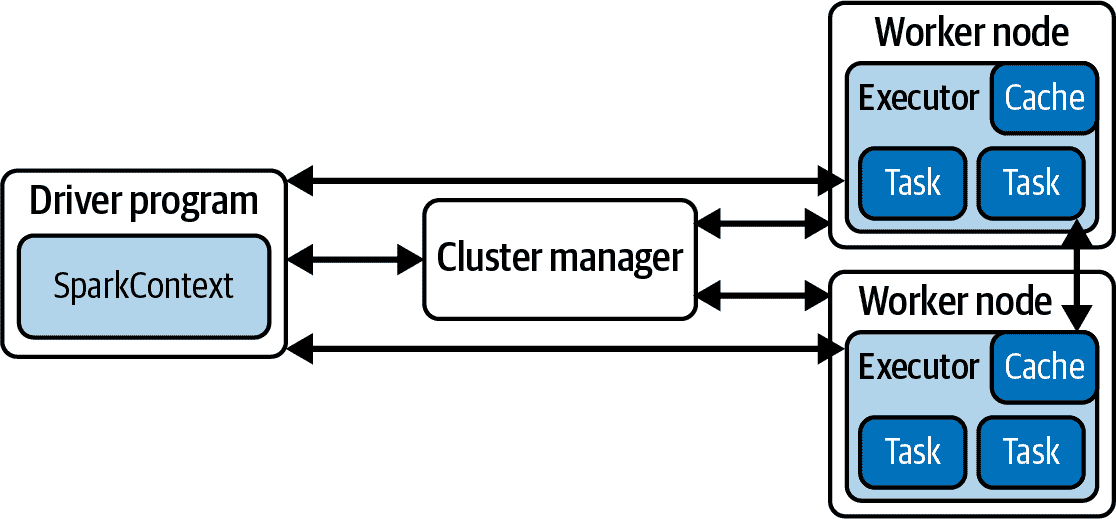 Driver program
SparkContext
Cluster manager
Worker node
Executor
Cache
Task
Task
Worker node
Executor
Cache
Task
Task